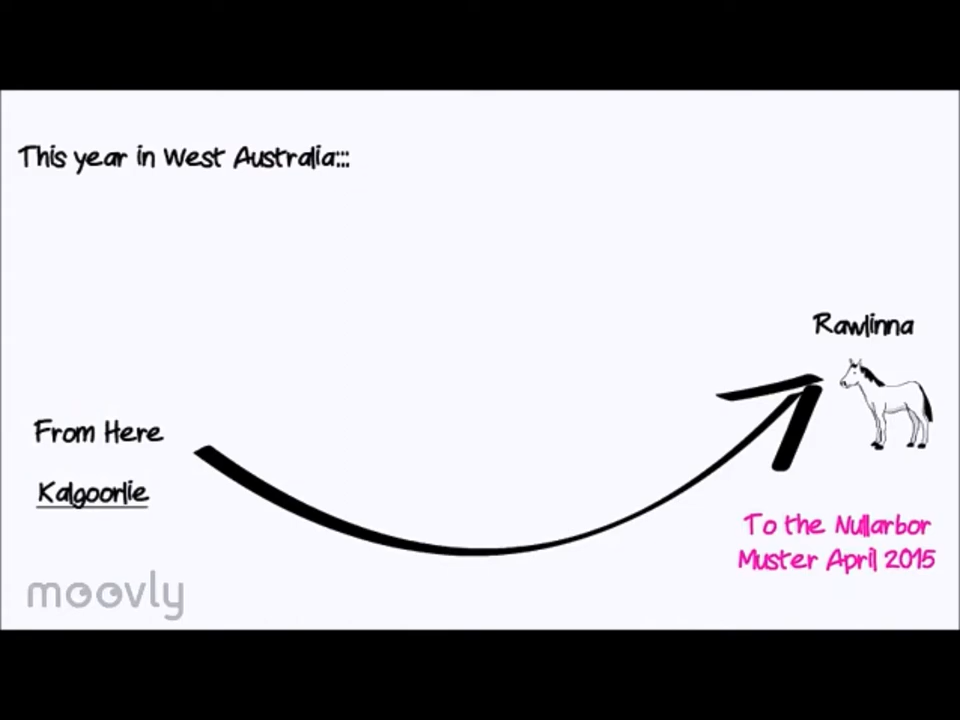 This year in West Australia:::
Rawlinna
From Here
Kalgoorlie
To the Nullarbor
Muster April 2015
moovly